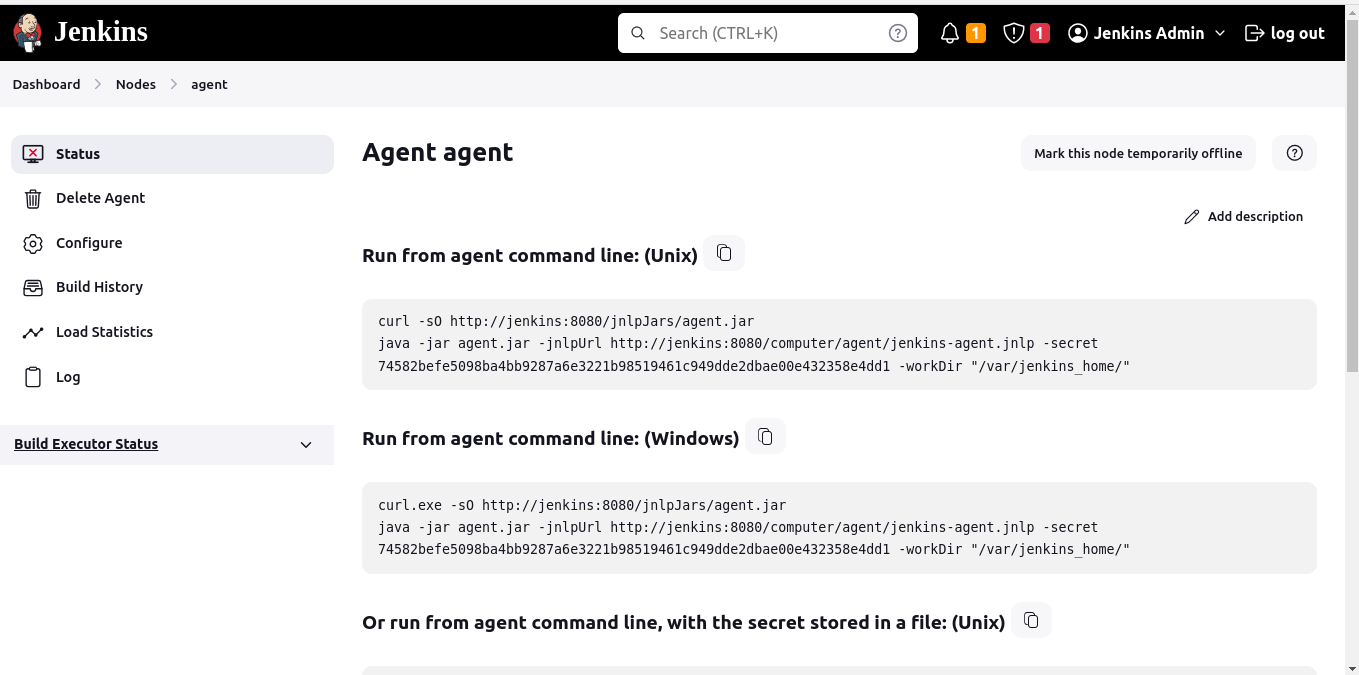 Jenkins
Search (CTRL+K)
1
1
Jenkins Admin
log out
Dashboard
Nodes
agent
Status
Delete Agent
Configure
Build History
Load Statistics
Log
Build Executor Status
Agent agent
Mark this node temporarily offline
Add description
Run from agent command line: (Unix)
curl -sO http://jenkins:8080/jnlpJars/agent.jar
java -jar agent.jar -jnlpUrl http://jenkins:8080/computer/agent/jenkins-agent.jnlp -secret
74582befe5098ba4bb9287a6e3221b98519461c949dde2dbae00e432358e4dd1 -workDir "/var/jenkins_home/"
Run from agent command line: (Windows)
curl.exe -sO http://jenkins:8080/jnlpJars/agent.jar
java -jar agent.jar -jnlpUrl http://jenkins:8080/computer/agent/jenkins-agent.jnlp -secret
74582befe5098ba4bb9287a6e3221b98519461c949dde2dbae00e432358e4dd1 -workDir "/var/jenkins_home/"
Or run from agent command line, with the secret stored in a file: (Unix)